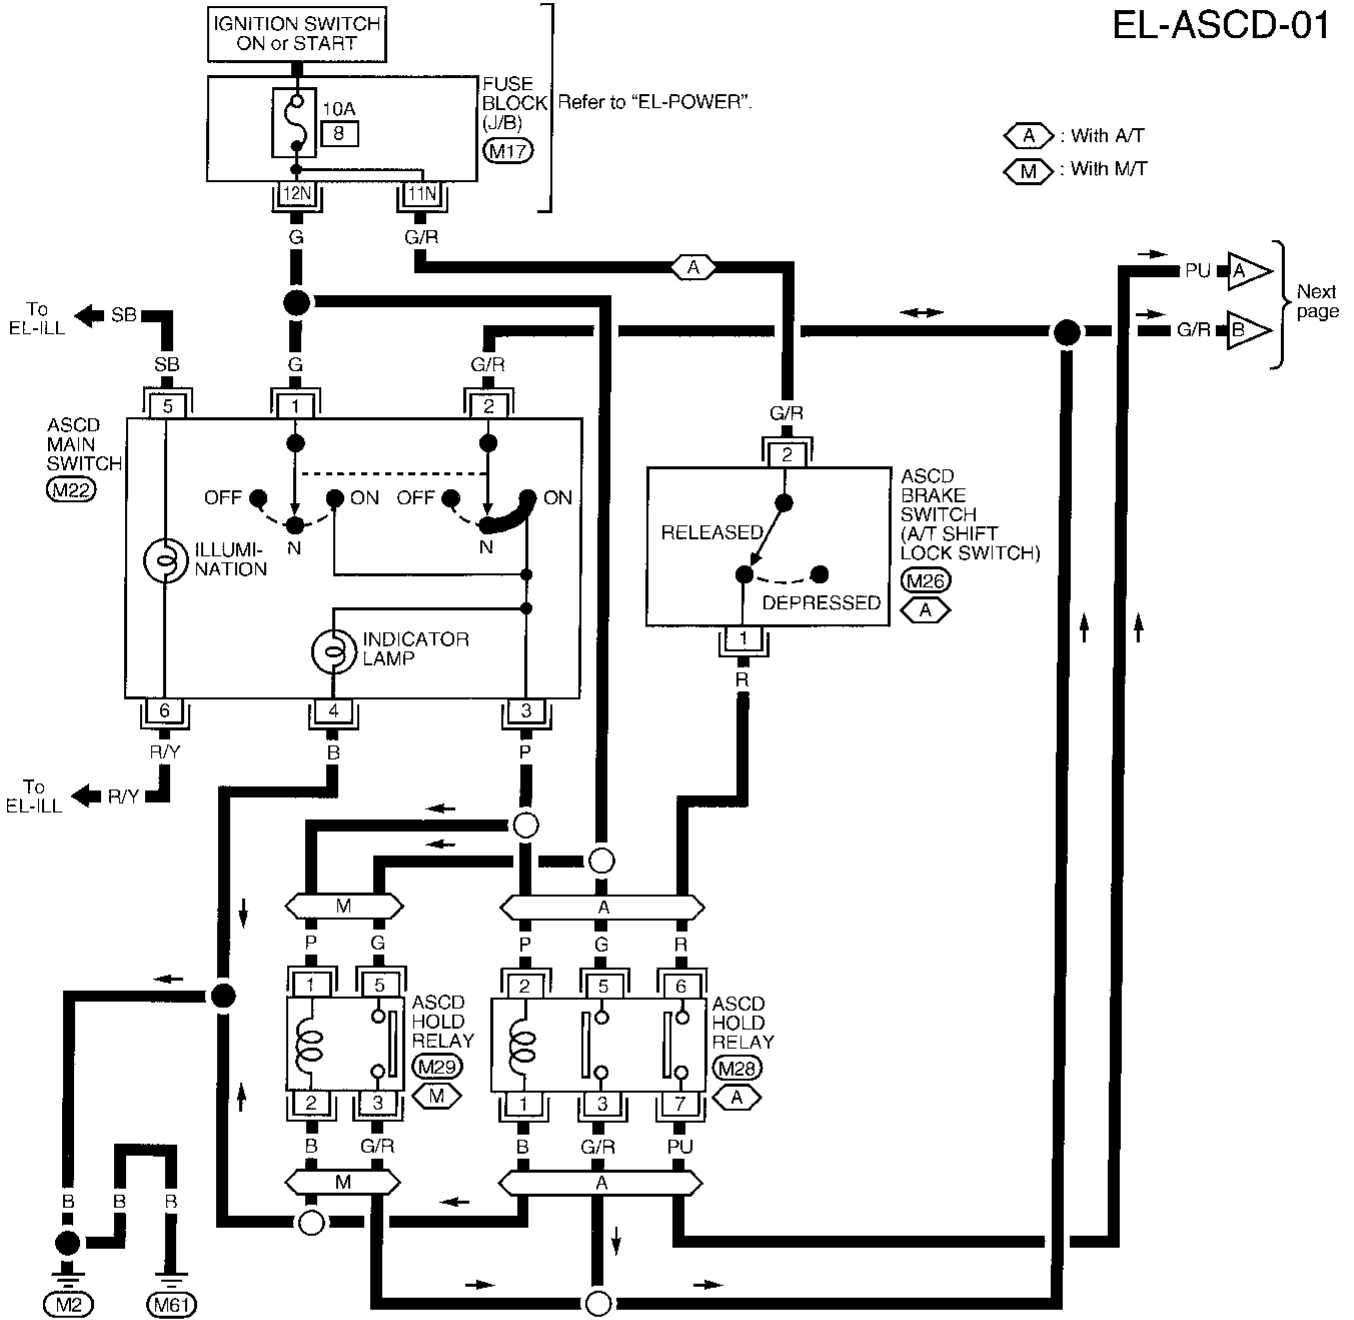 EL-ASCD-01
IGNITION SWITCH
ON or START
FUSE
BLOCK
(J/B)
M17
Refer to “EL-POWER”.
10A
8
12N
11N
A : With A/T
M : With M/T
G
G/R
A
PU
A
Next
page
G/R
B
To
EL-ILL
SB
SB
G
G/R
G/R
5
1
2
2
ASCD
MAIN
SWITCH
M22
OFF
ON
OFF
ON
N
N
ILLUMI-
NATION
INDICATOR
LAMP
RELEASED
DEPRESSED
ASCD
BRAKE
SWITCH
(A/T SHIFT
LOCK SWITCH)
M26
A
1
R
6
4
3
R/Y
B
P
To
EL-ILL
R/Y
M
A
P
G
P
G
R
1
5
2
5
6
ASCD
HOLD
RELAY
M29
M
ASCD
HOLD
RELAY
M28
A
2
3
1
3
7
B
G/R
B
G/R
PU
M
A
B
B
B
M2
M61